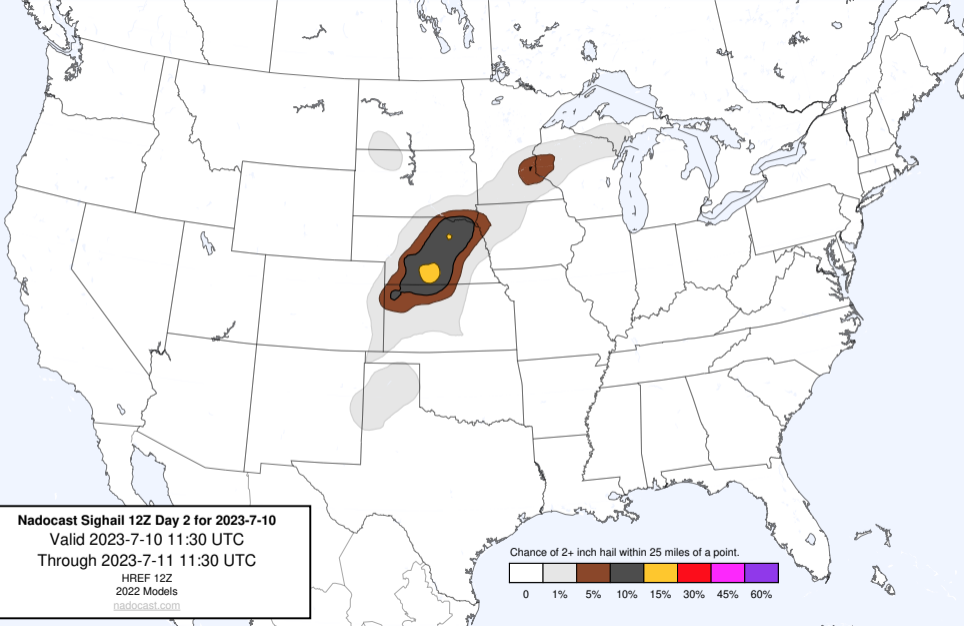 Nadocast Sighail 12Z Day 2 for 2023-7-10
Valid 2023-7-10 11:30 UTC
Through 2023-7-11 11:30 UTC
HREF 12Z
2022 Models
nadocast.com
Chance of 2+ inch hail within 25 miles of a point.
0 1% 5% 10% 15% 30% 45% 60%